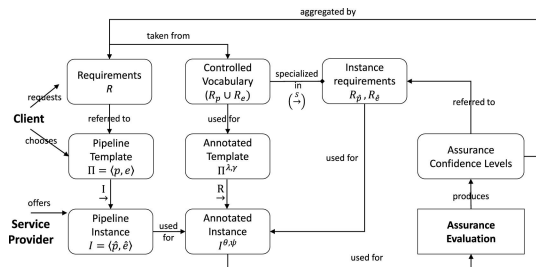 aggregated by
taken from
Requirements
R
Controlled
Vocabulary
(R_p ∪ R_e)
specialized
in
(→^s)
Instance
requirements
R_p̂ , R_ê
requests
Client
chooses
referred to
used for
used for
referred to
Pipeline
Template
Π = ⟨p, e⟩
Annotated
Template
Π^λ,γ
Assurance
Confidence Levels
I
→
R
→
offers
Service
Provider
produces
Pipeline
Instance
I = ⟨p̂, ê⟩
used
for
Annotated
Instance
I^θ,ψ
Assurance
Evaluation
used for